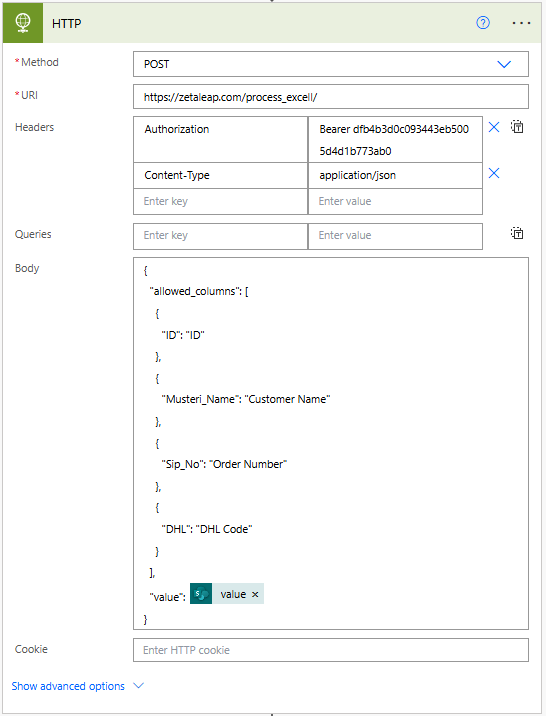 HTTP
* Method
POST
* URI
https://zetaleap.com/process_excell/
Headers
Authorization
Bearer dfb4b3d0c093443eb500
5d4d1b773ab0
Content-Type
application/json
Enter key
Enter value
Queries
Enter key
Enter value
Body
{
"allowed_columns": [
{
"ID": "ID"
},
{
"Musteri_Name": "Customer Name"
},
{
"Sip_No": "Order Number"
},
{
"DHL": "DHL Code"
}
],
"value": value
}
Cookie
Enter HTTP cookie
Show advanced options